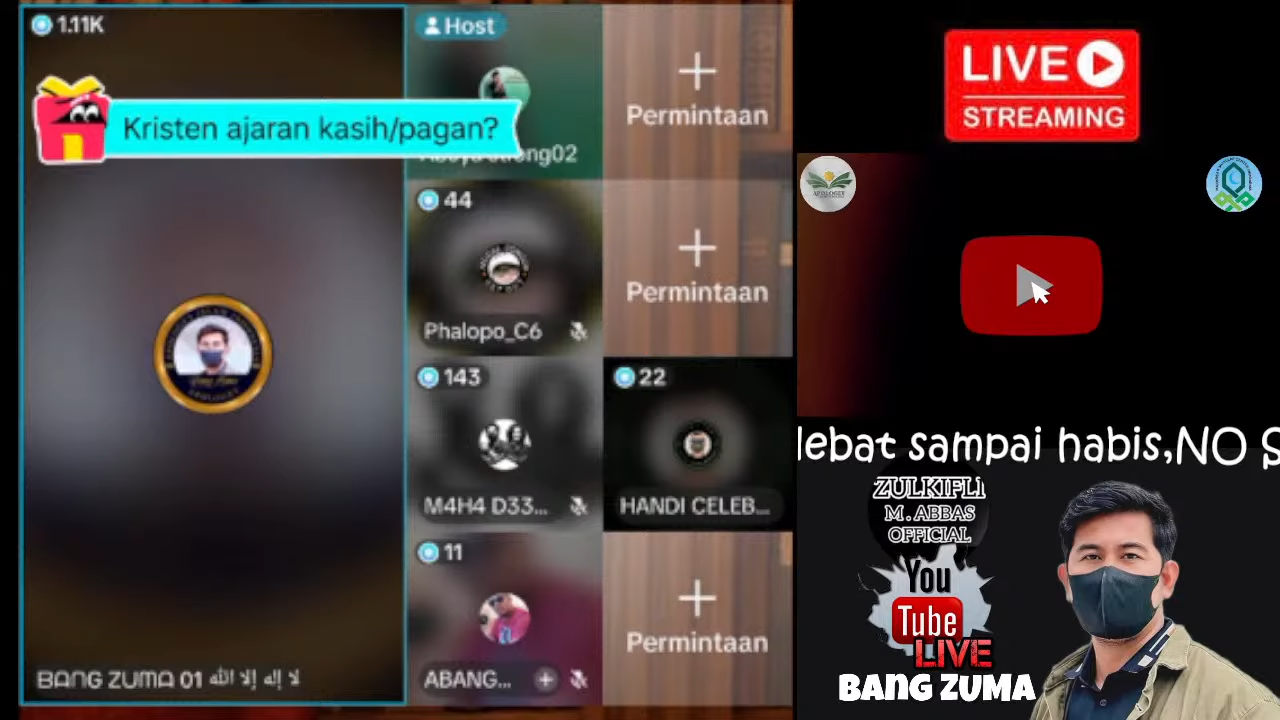 1.11K
Host
Kristen ajaran kasih/pagan?
Permintaan
44
Phalopo_C6
Permintaan
143
M4H4 D33...
22
HANDI CELEB...
11
ABANG...
Permintaan
BANG ZUMA 01 لا إله إلا الله
LIVE
STREAMING
debat sampai habis,NO S
ZULKIFLI
M. ABBAS
OFFICIAL
You
Tube
LIVE
BANG ZUMA